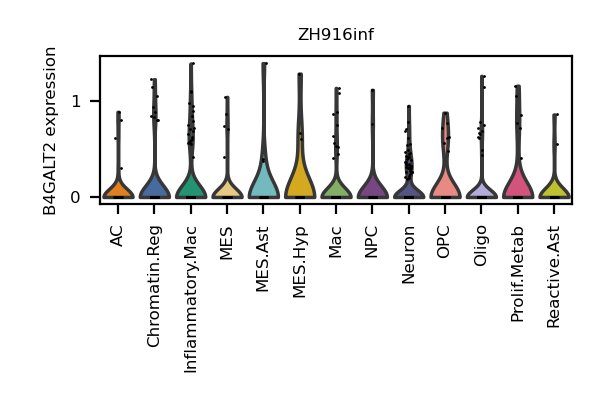 ZH916inf
B4GALT2 expression
1
0
AC
Chromatin.Reg
Inflammatory.Mac
MES
MES.Ast
MES.Hyp
Mac
NPC
Neuron
OPC
Oligo
Prolif.Metab
Reactive.Ast